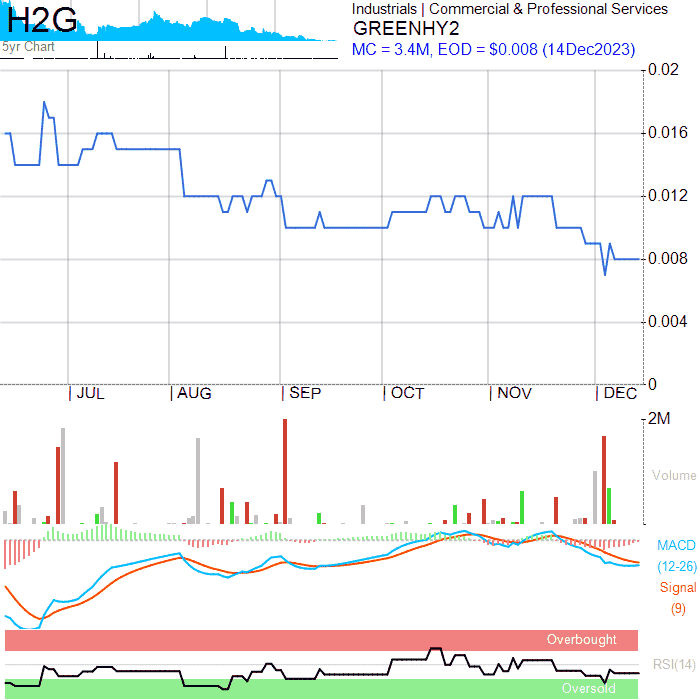 H2G
5yr Chart
Industrials | Commercial & Professional Services
GREENHY2
MC = 3.4M, EOD = $0.008 (14Dec2023)
0.02
0.016
0.012
0.008
0.004
0
JUL AUG SEP OCT NOV DEC
2M
Volume
MACD
(12-26)
Signal
(9)
Overbought
RSI(14)
Oversold